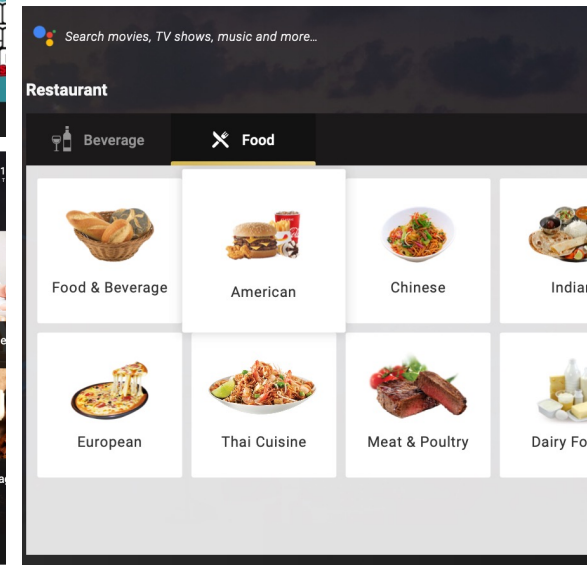 Search movies, TV shows, music and more...
Restaurant
Beverage
Food
Food & Beverage
American
Chinese
European
Thai Cuisine
Meat & Poultry
Dairy